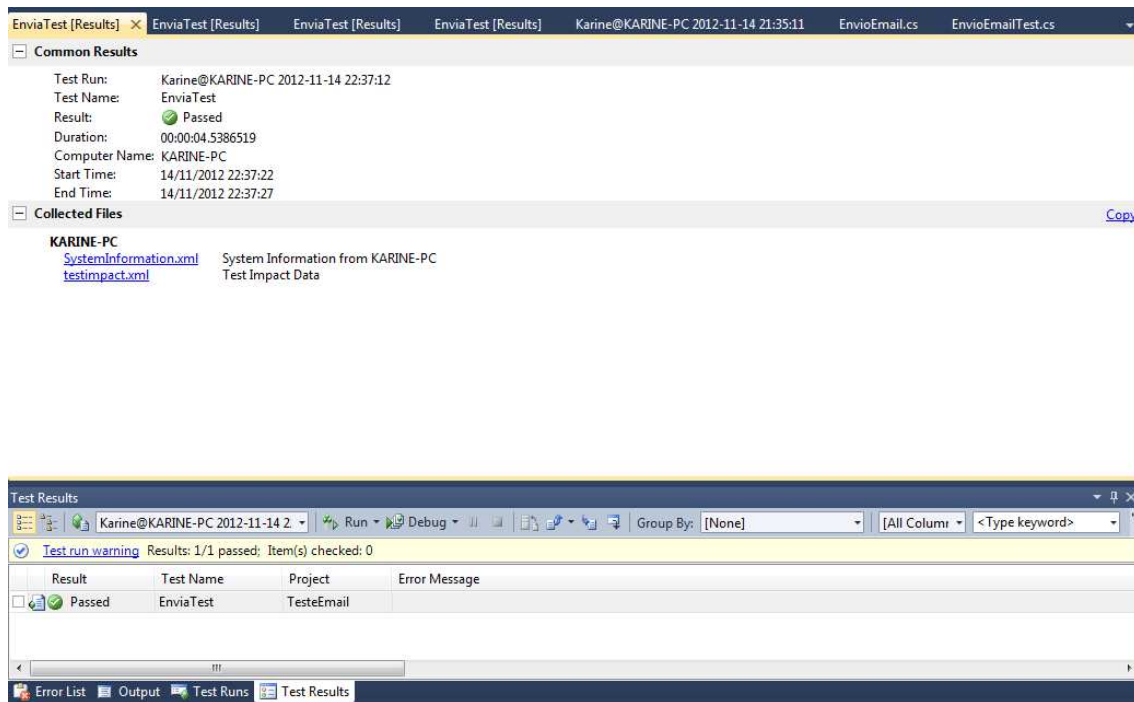 EnviaTest [Results] EnviaTest [Results] EnviaTest [Results] EnviaTest [Results] Karine@KARINE-PC 2012-11-14 21:35:11 EnvioEmail.cs EnvioEmailTest.cs
Common Results
Test Run: Karine@KARINE-PC 2012-11-14 22:37:12
Test Name: EnviaTest
Result: Passed
Duration: 00:00:04.5386519
Computer Name: KARINE-PC
Start Time: 14/11/2012 22:37:22
End Time: 14/11/2012 22:37:27
Collected Files Copy
KARINE-PC
SystemInformation.xml System Information from KARINE-PC
testimpact.xml Test Impact Data
Test Results
Karine@KARINE-PC 2012-11-14 2 Run Debug Group By: [None] [All Colum <Type keyword>
Test run warning Results: 1/1 passed; Item(s) checked: 0
Result Test Name Project Error Message
Passed EnviaTest TesteEmail
Error List Output Test Runs Test Results